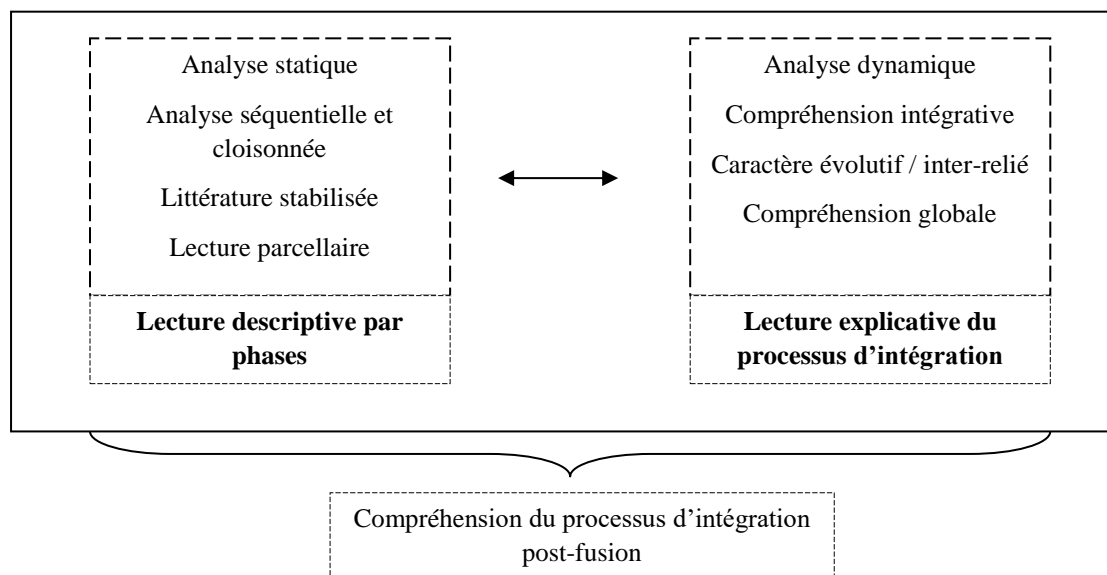 Analyse statique
Analyse séquentielle et
cloisonnée
Littérature stabilisée
Lecture parcellaire
Lecture descriptive par
phases
Analyse dynamique
Compréhension intégrative
Caractère évolutif / inter-relié
Compréhension globale
Lecture explicative du
processus d’intégration
Compréhension du processus d’intégration
post-fusion